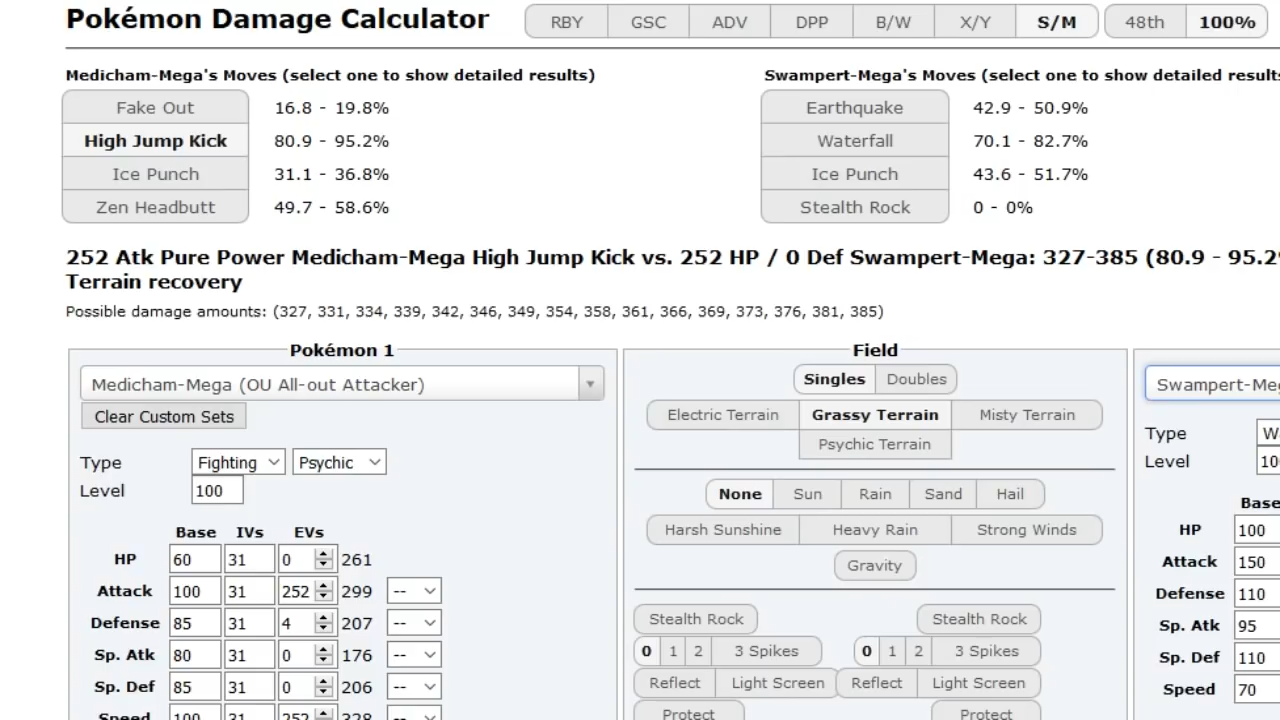 Pokémon Damage Calculator RBY GSC ADV DPP B/W X/Y S/M 48th 100%
Medicham-Mega's Moves (select one to show detailed results) Swampert-Mega's Moves (select one to show detailed results
Fake Out 16.8 - 19.8% Earthquake 42.9 - 50.9%
High Jump Kick 80.9 - 95.2% Waterfall 70.1 - 82.7%
Ice Punch 31.1 - 36.8% Ice Punch 43.6 - 51.7%
Zen Headbutt 49.7 - 58.6% Stealth Rock 0 - 0%
252 Atk Pure Power Medicham-Mega High Jump Kick vs. 252 HP / 0 Def Swampert-Mega: 327-385 (80.9 - 95.2
Terrain recovery
Possible damage amounts: (327, 331, 334, 339, 342, 346, 349, 354, 358, 361, 366, 369, 373, 376, 381, 385)
Pokémon 1 Field
Medicham-Mega (OU All-out Attacker) Singles Doubles Swampert-Meg
Clear Custom Sets Electric Terrain Grassy Terrain Misty Terrain
Psychic Terrain
Type Fighting Psychic Type W
Level 100 Level 10
None Sun Rain Sand Hail
Base IVs EVs Harsh Sunshine Heavy Rain Strong Winds Base
HP 60 31 0 261 Gravity HP 100
Attack 100 31 252 299 -- Attack 150
Defense 85 31 4 207 -- Stealth Rock Stealth Rock Defense 110
Sp. Atk 80 31 0 176 -- 0 1 2 3 Spikes 0 1 2 3 Spikes Sp. Atk 95
Sp. Def 85 31 0 206 -- Reflect Light Screen Reflect Light Screen Sp. Def 110
Speed 100 31 252 328 Protect Protect Speed 70